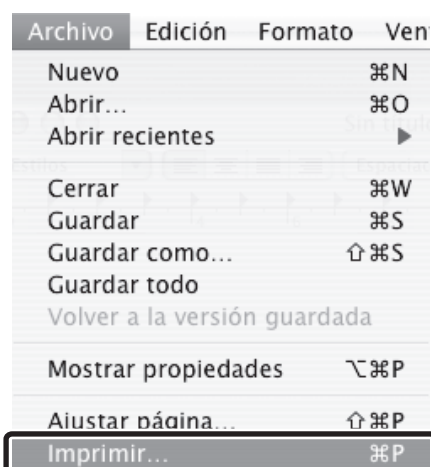 Archivo Edición Formato Ven
Nuevo ⌘N
Abrir... ⌘O
Abrir recientes ▶
Cerrar ⌘W
Guardar ⌘S
Guardar como... ⇧⌘S
Guardar todo
Volver a la versión guardada
Mostrar propiedades ⌥⌘P
Ajustar página... ⇧⌘P
Imprimir... ⌘P